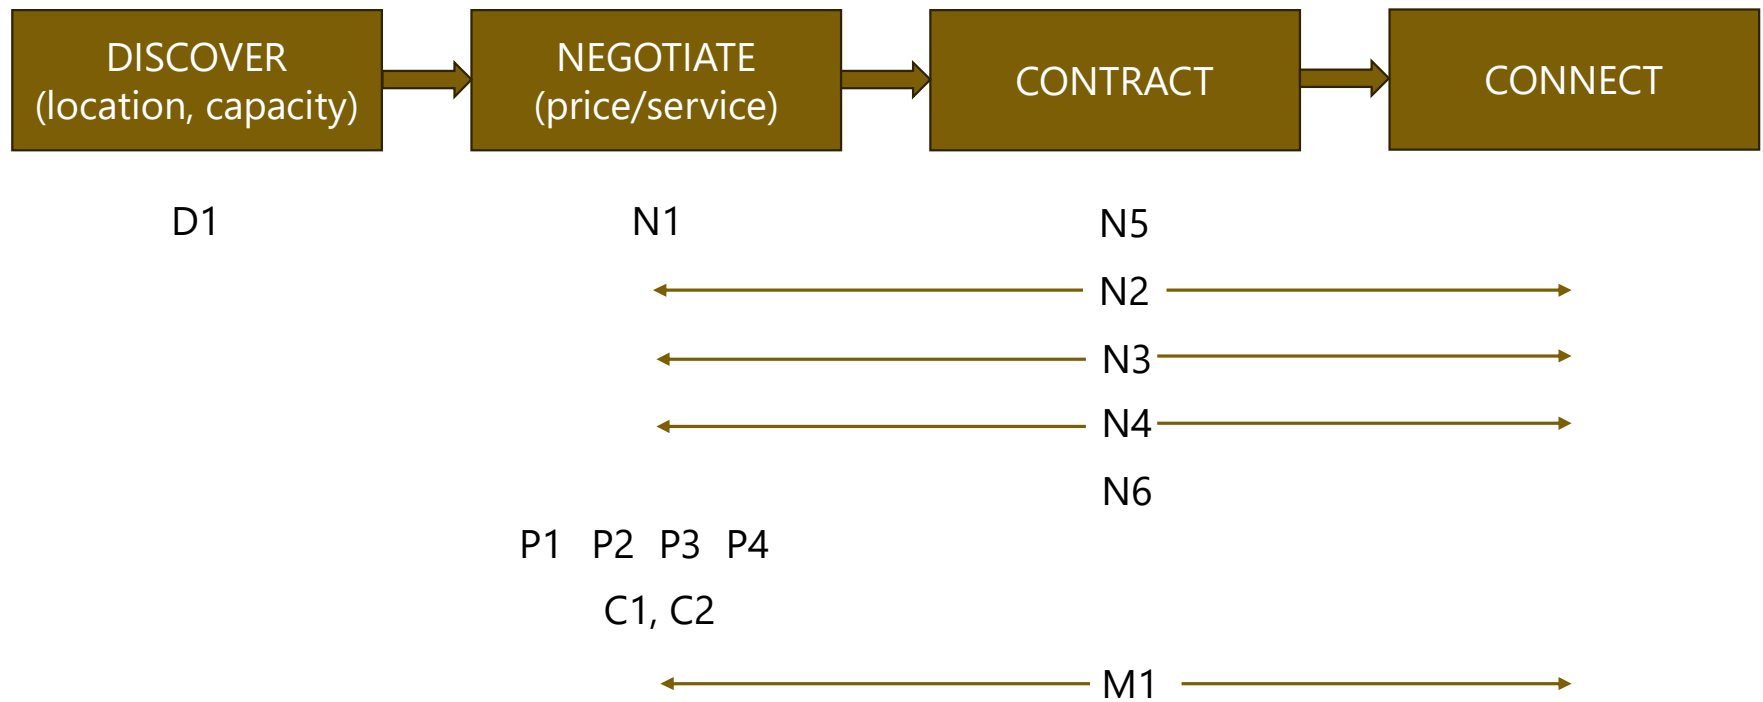 DISCOVER
(location, capacity)
NEGOTIATE
(price/service)
CONTRACT
CONNECT
D1
N1
N5
N2
N3
N4
N6
P1 P2 P3 P4
C1, C2
M1